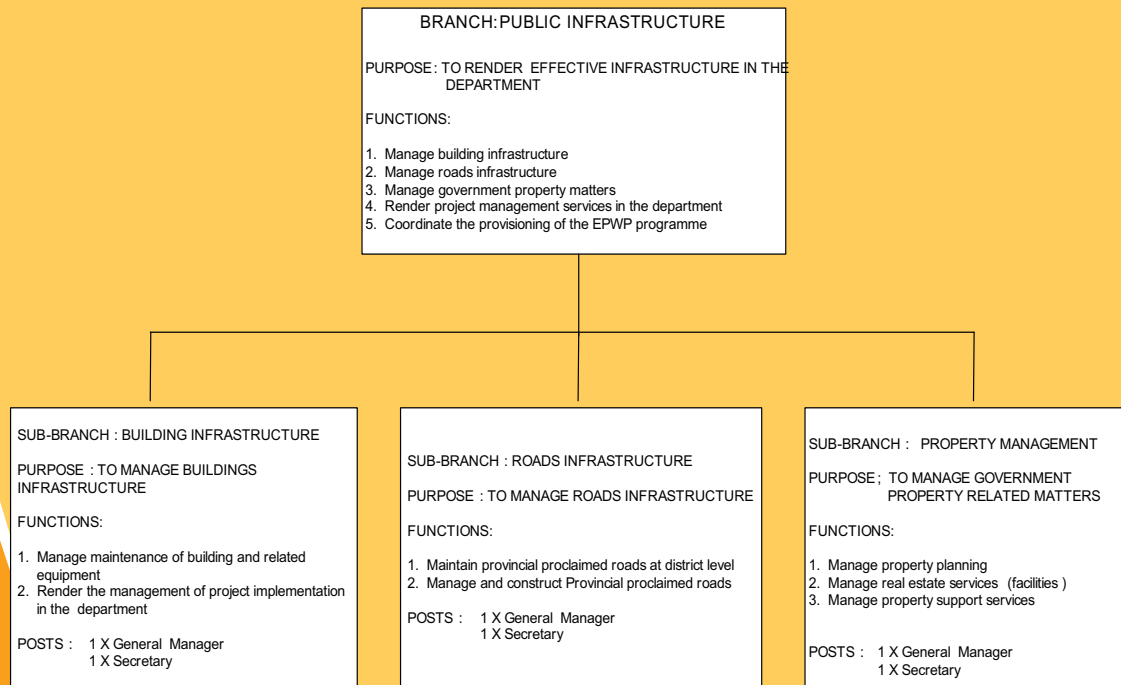 BRANCH:PUBLIC INFRASTRUCTURE
PURPOSE: TO RENDER EFFECTIVE INFRASTRUCTURE IN THE
DEPARTMENT
FUNCTIONS:
1. Manage building infrastructure
2. Manage roads infrastructure
3. Manage government property matters
4. Render project management services in the department
5. Coordinate the provisioning of the EPWP programme
SUB-BRANCH : BUILDING INFRASTRUCTURE
PURPOSE : TO MANAGE BUILDINGS
INFRASTRUCTURE
FUNCTIONS:
1. Manage maintenance of building and related
equipment
2. Render the management of project implementation
in the department
POSTS : 1 X General Manager
1 X Secretary
SUB-BRANCH : ROADS INFRASTRUCTURE
PURPOSE : TO MANAGE ROADS INFRASTRUCTURE
FUNCTIONS:
1. Maintain provincial proclaimed roads at district level
2. Manage and construct Provincial proclaimed roads
POSTS : 1 X General Manager
1 X Secretary
SUB-BRANCH : PROPERTY MANAGEMENT
PURPOSE ; TO MANAGE GOVERNMENT
PROPERTY RELATED MATTERS
FUNCTIONS:
1. Manage property planning
2. Manage real estate services (facilities )
3. Manage property support services
POSTS : 1 X General Manager
1 X Secretary